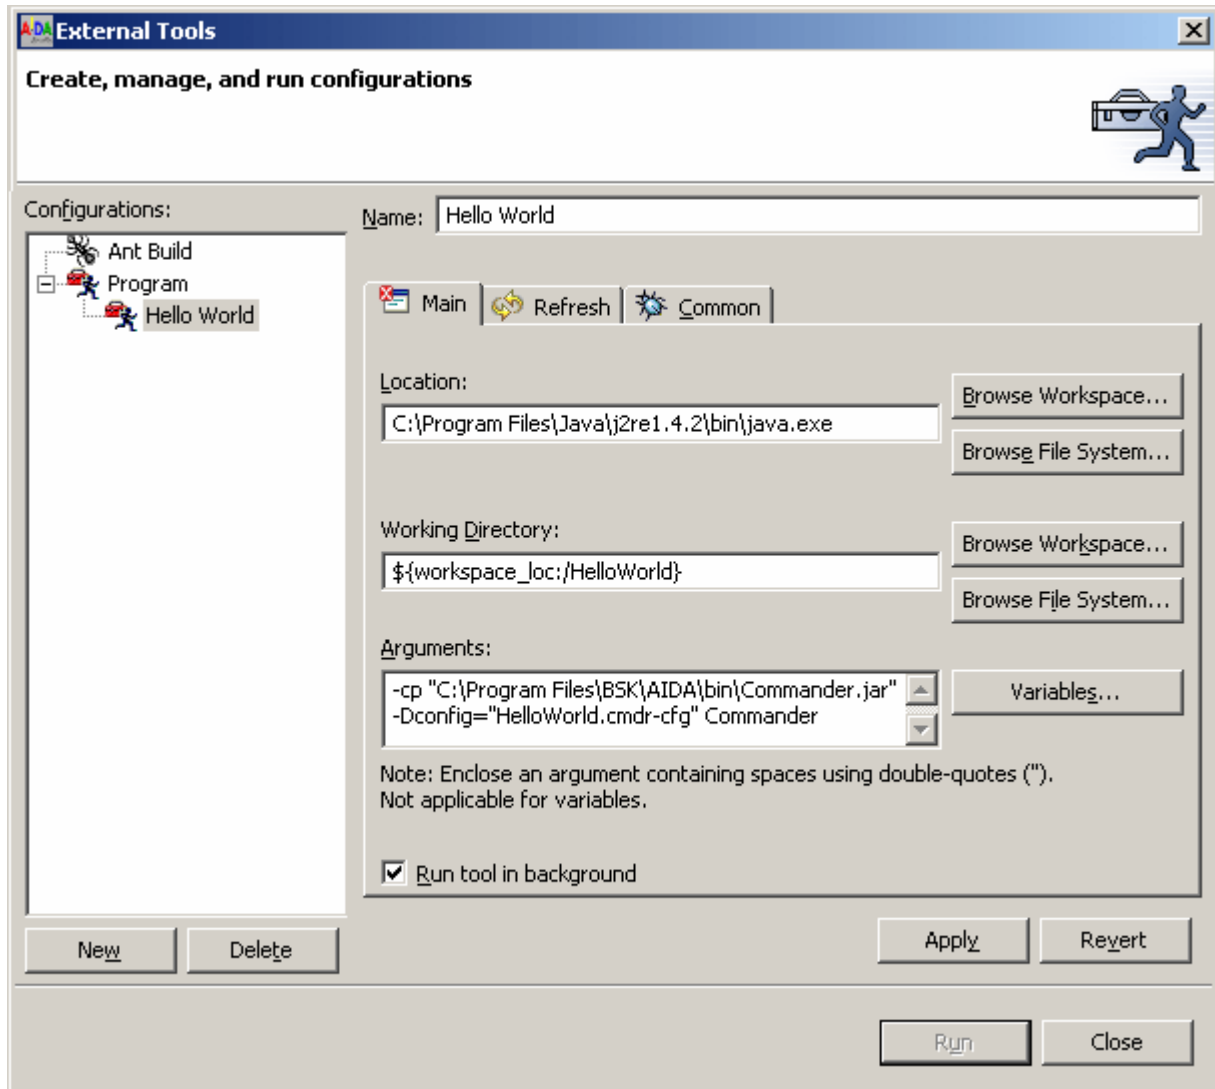 A-DA External Tools
Create, manage, and run configurations
Configurations:
Ant Build
Program
Hello World
Name: Hello World
Main Refresh Common
Location:
C:\Program Files\Java\j2re1.4.2\bin\java.exe
Browse Workspace...
Browse File System...
Working Directory:
${workspace_loc:/HelloWorld}
Browse Workspace...
Browse File System...
Arguments:
-cp "C:\Program Files\BSK\AIDA\bin\Commander.jar"
-Dconfig="HelloWorld.cmdr-cfg" Commander
Variables...
Note: Enclose an argument containing spaces using double-quotes (").
Not applicable for variables.
Run tool in background
New Delete
Apply Revert
Run Close